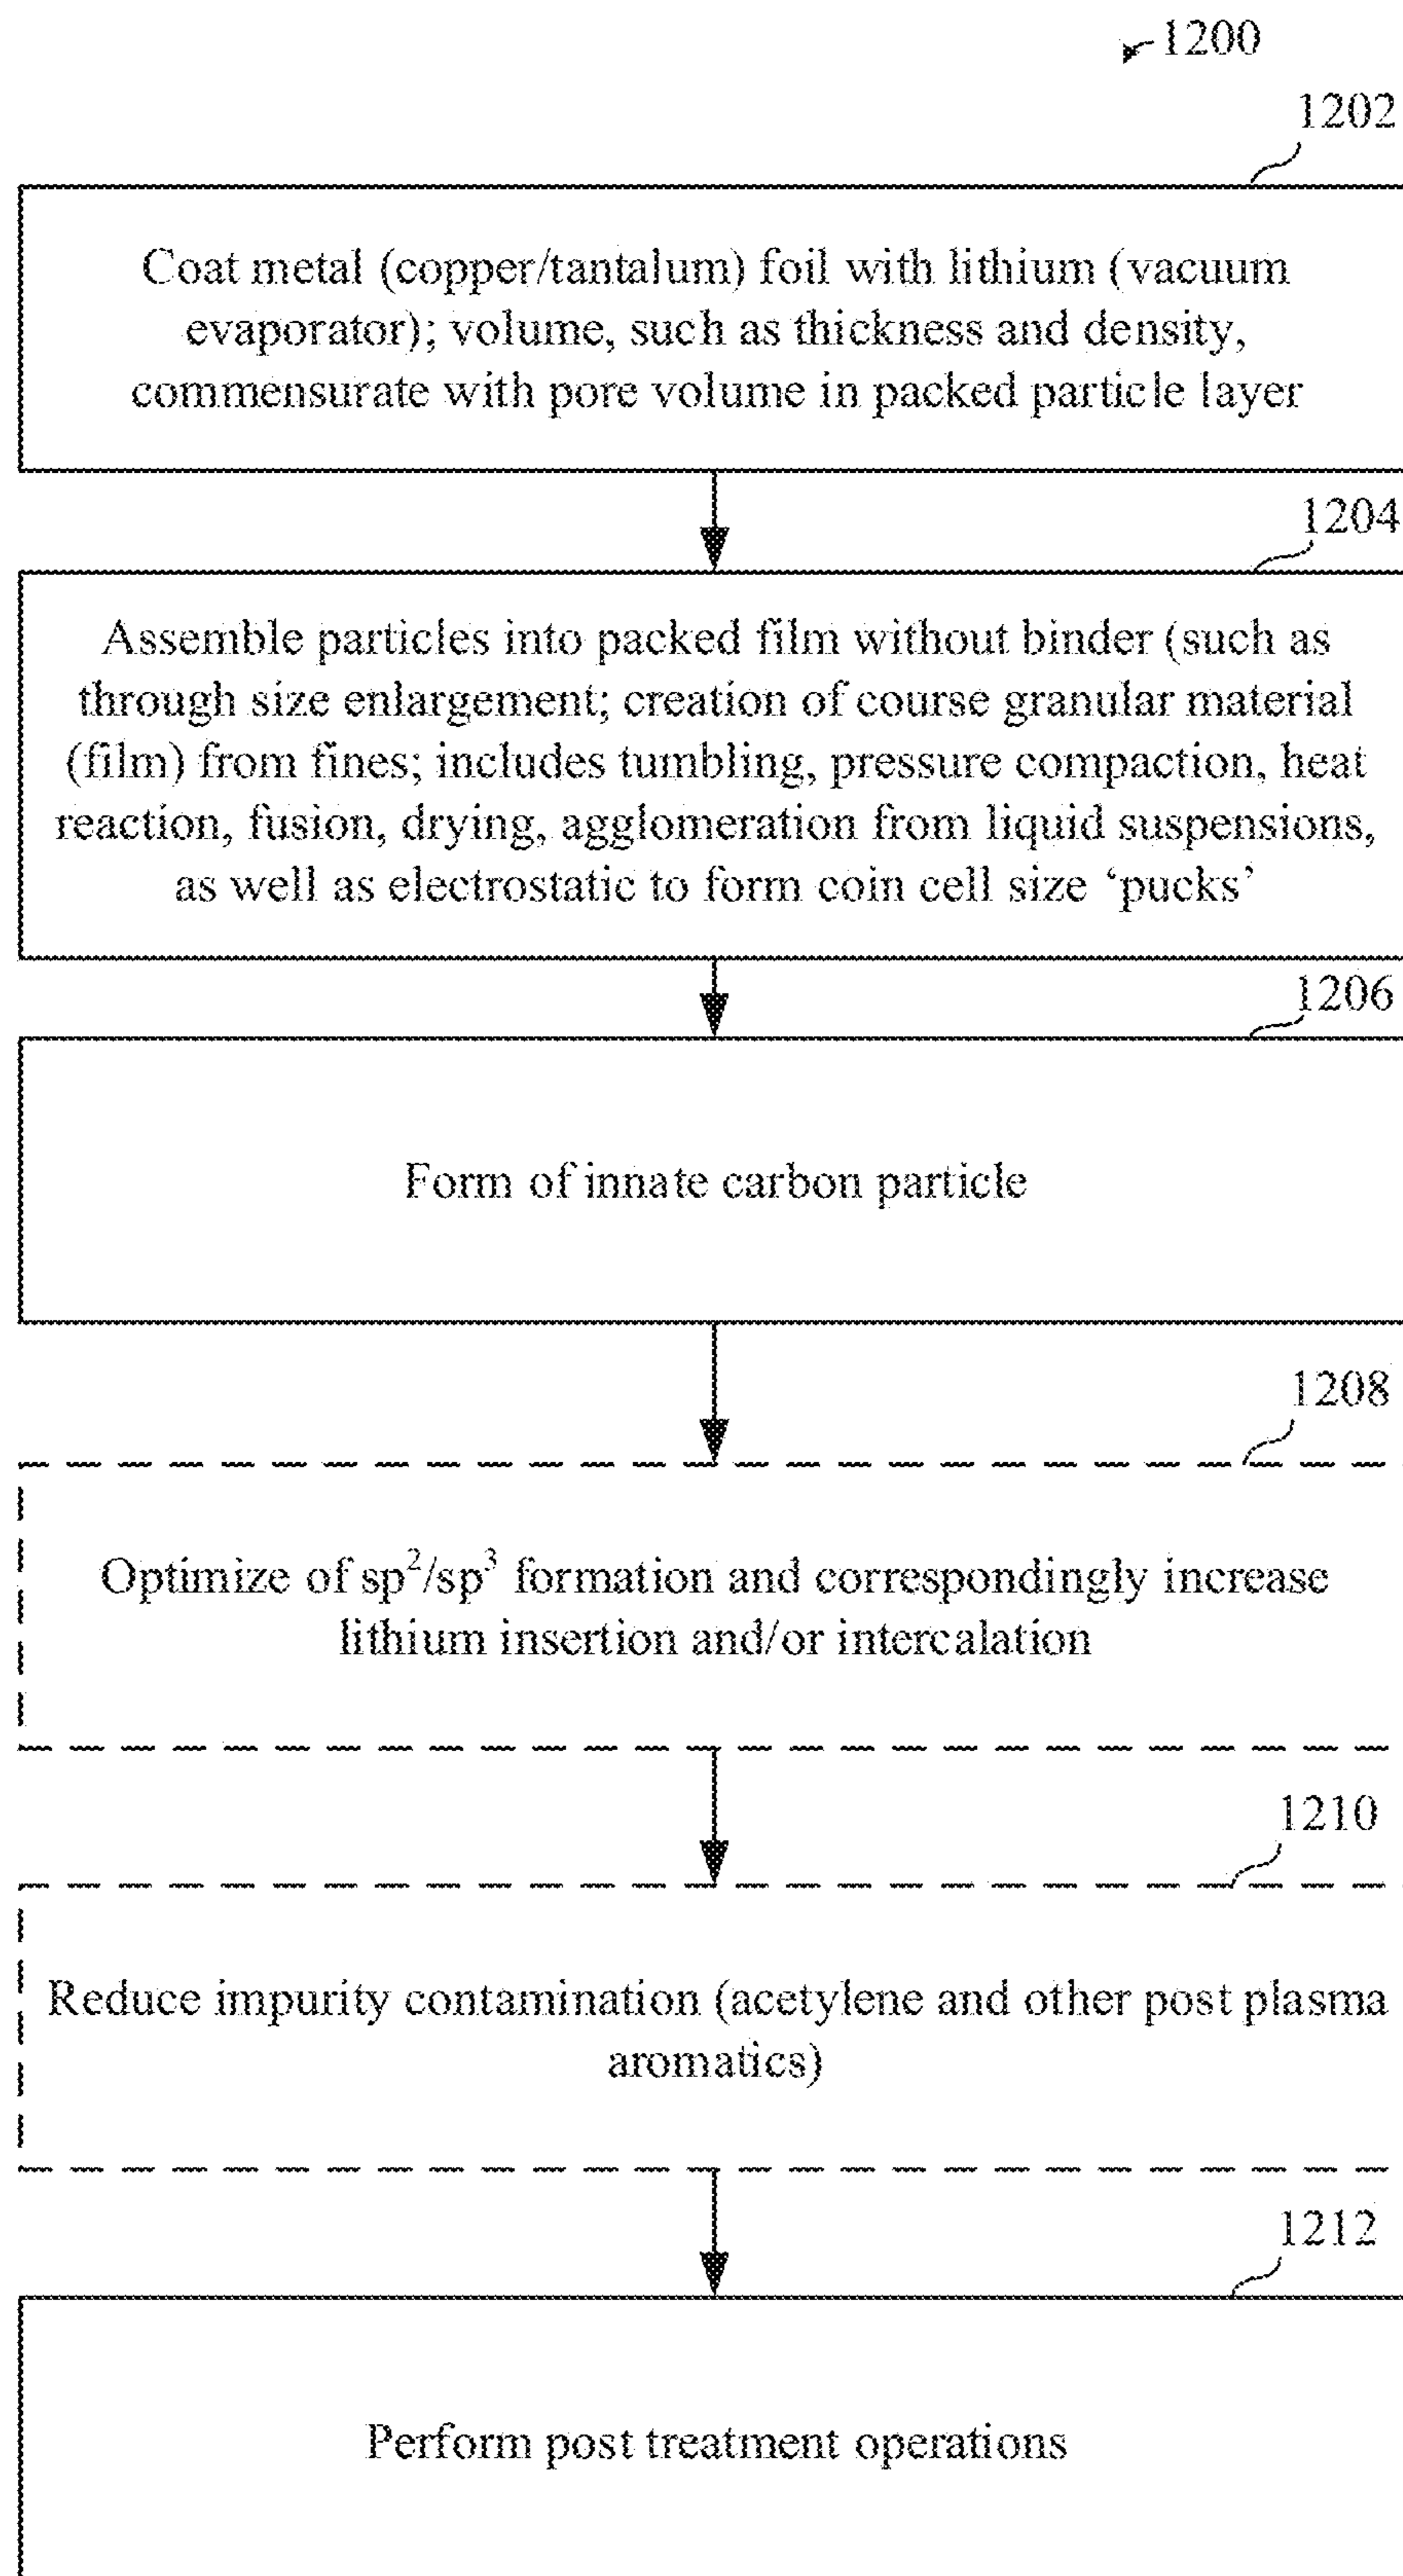 1200
1202
Coat metal (copper/tantalum) foil with lithium (vacuum
evaporator); volume, such as thickness and density,
commensurate with pore volume in packed particle layer
1204
Assemble particles into packed film without binder (such as
through size enlargement; creation of course granular material
(film) from fines; includes tumbling, pressure compaction, heat
reaction, fusion, drying, agglomeration from liquid suspensions,
as well as electrostatic to form coin cell size ‘pucks’
1206
Form of innate carbon particle
1208
Optimize of sp²/sp³ formation and correspondingly increase
lithium insertion and/or intercalation
1210
Reduce impurity contamination (acetylene and other post plasma
aromatics)
1212
Perform post treatment operations